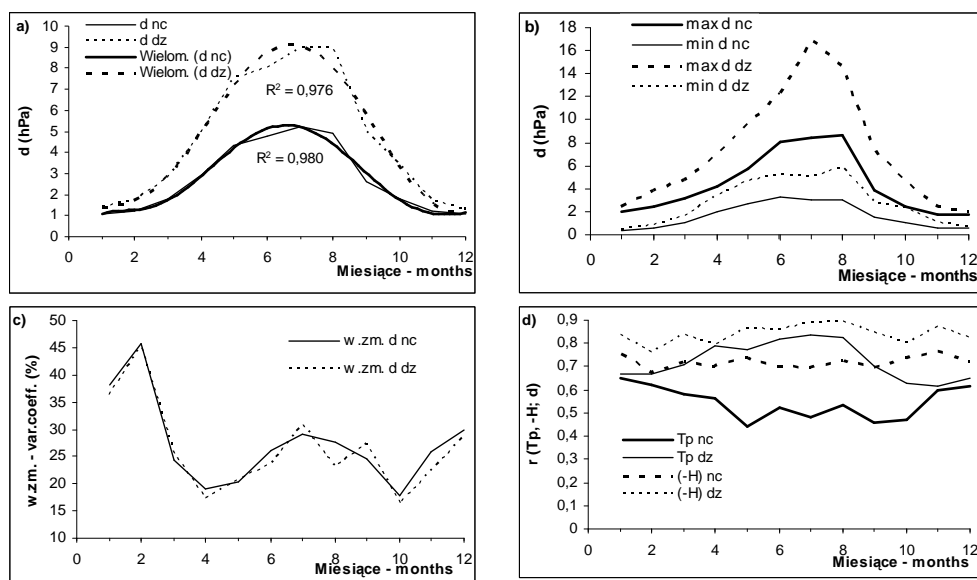 a)
d nc
d dz
Wielom. (d nc)
Wielom. (d dz)
R² = 0,976
R² = 0,980
d (hPa)
10
9
8
7
6
5
4
3
2
1
0
0 2 4 6 8 10 12
Miesiące - months
b)
max d nc
min d nc
max d dz
min d dz
d (hPa)
18
16
14
12
10
8
6
4
2
0
0 2 4 6 8 10 12
Miesiące - months
c)
w.zm. d nc
w.zm. d dz
w.zm. - var.coeff. (%)
50
45
40
35
30
25
20
15
10
0 2 4 6 8 10 12
Miesiące - months
d)
Tp nc
Tp dz
(-H) nc
(-H) dz
r (Tp, -H; d)
0,9
0,8
0,7
0,6
0,5
0,4
0,3
0,2
0,1
0
0 2 4 6 8 10 12
Miesiące - months